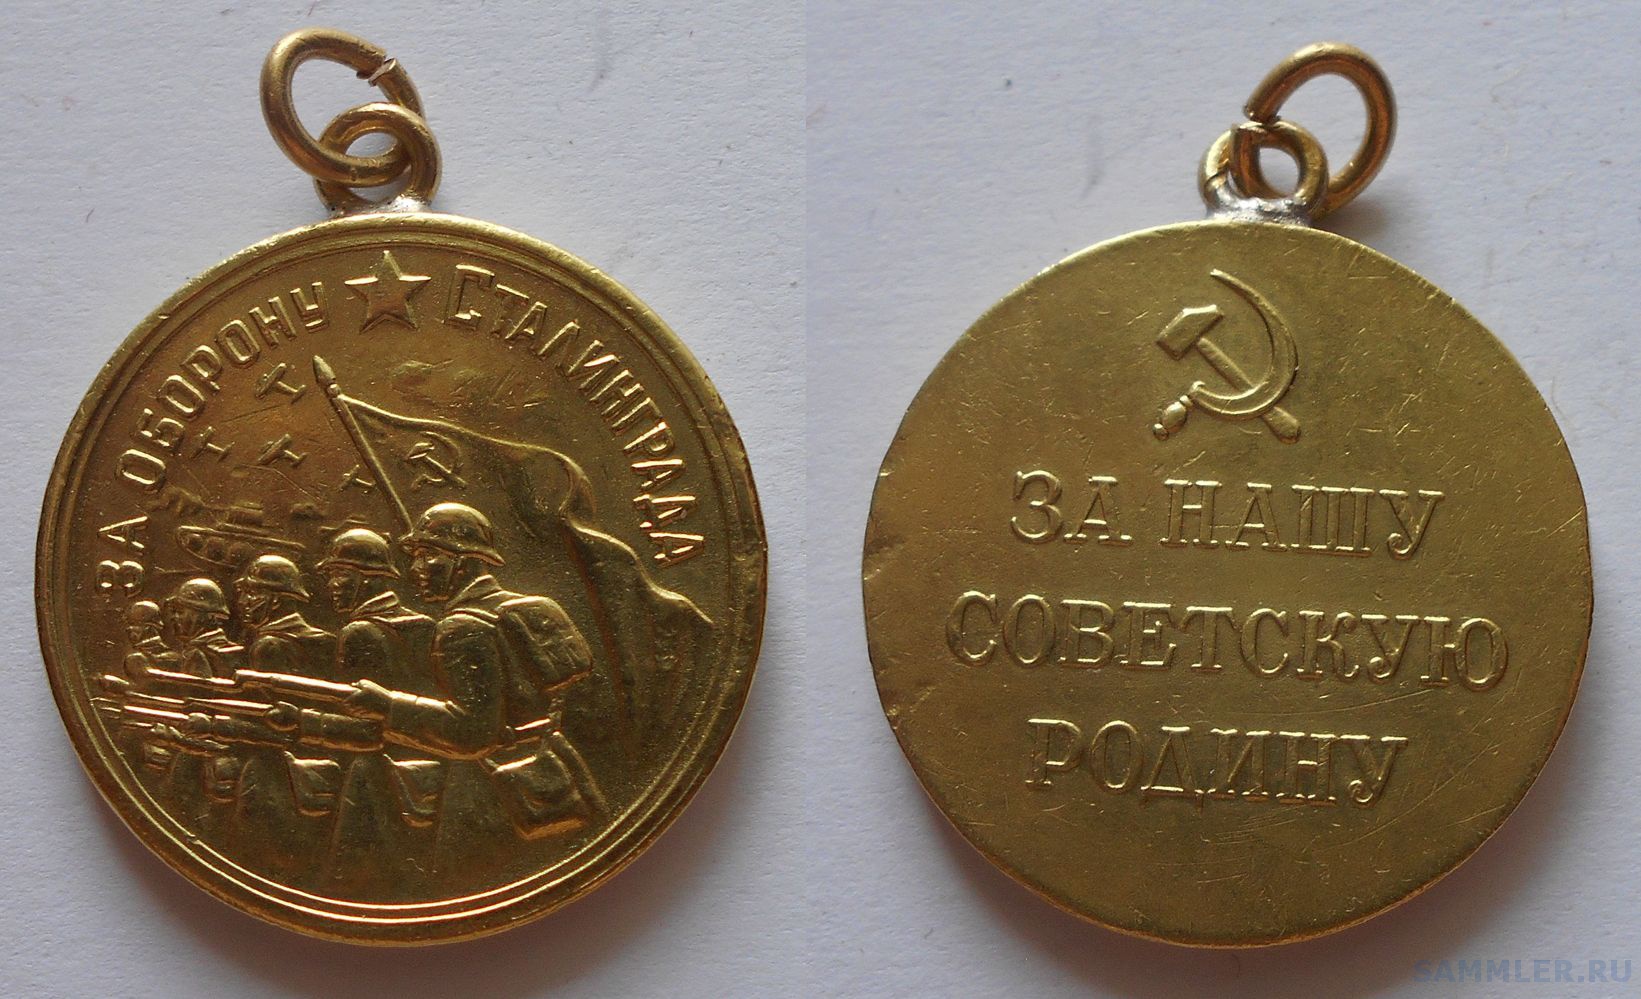 ЗА ОБОРОНУ СТАЛИНГРАДА
ЗА НАШУ
СОВЕТСКУЮ
РОДИНУ
SAMMLER.RU